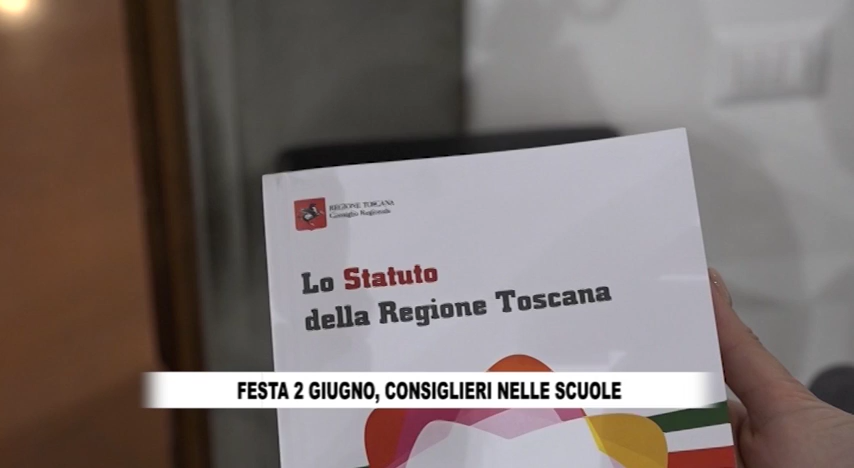 REGIONE TOSCANA
Consiglio Regionale
Lo Statuto
della Regione Toscana
FESTA 2 GIUGNO, CONSIGLIERI NELLE SCUOLE